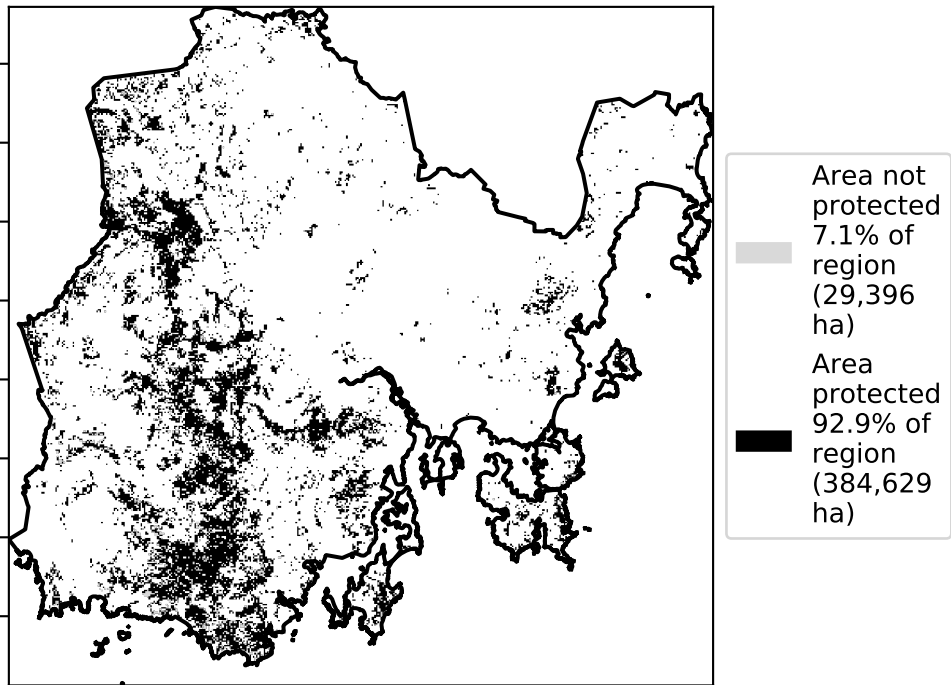 Area not
protected
7.1% of
region
(29,396
ha)
Area
protected
92.9% of
region
(384,629
ha)